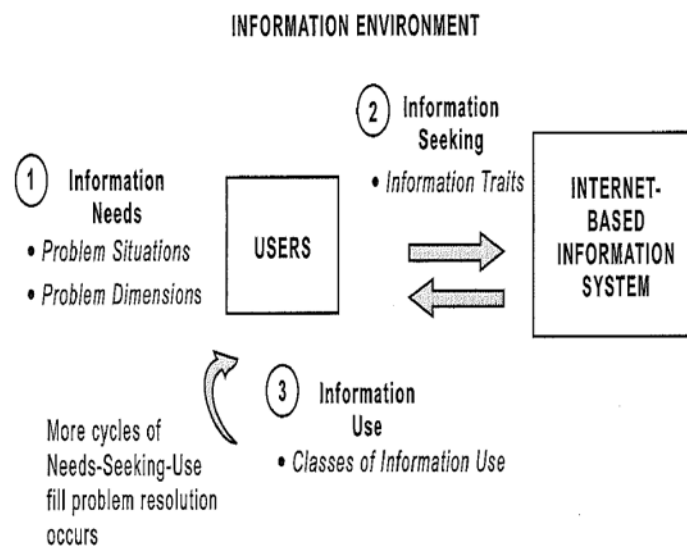 INFORMATION ENVIRONMENT
2 Information
Seeking
• Information Traits
1 Information
Needs
• Problem Situations
• Problem Dimensions
USERS
INTERNET-
BASED
INFORMATION
SYSTEM
3 Information
Use
• Classes of Information Use
More cycles of
Needs-Seeking-Use
fill problem resolution
occurs